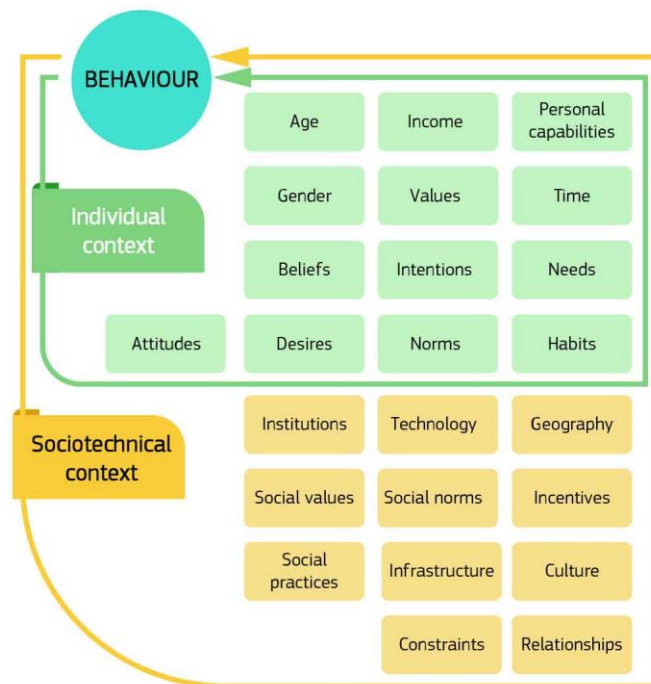 BEHAVIOUR
Age
Income
Personal
capabilities
Individual
context
Gender
Values
Time
Beliefs
Intentions
Needs
Attitudes
Desires
Norms
Habits
Sociotechnical
context
Institutions
Technology
Geography
Social values
Social norms
Incentives
Social
practices
Infrastructure
Culture
Constraints
Relationships